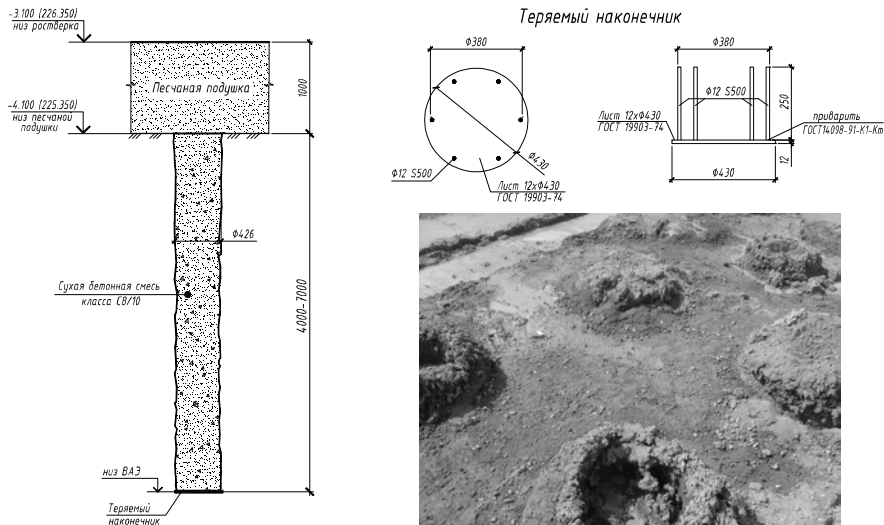 -3.100 (226.350)
низ ростверка
Песчаная подушка
1000
-4.100 (225.350)
низ песчаной
подушки
Ф426
Сухая бетонная смесь
класса С8/10
4000-7000
низ ВАЭ
Теряемый
наконечник
Теряемый наконечник
Ф380
Ф430
Ф12 S500
Лист 12хФ430
ГОСТ 19903-74
Ф380
Ф12 S500
250
Лист 12хФ430
ГОСТ 19903-74
приварить
ГОСТ14098-91-К1-Кт
12
Ф430